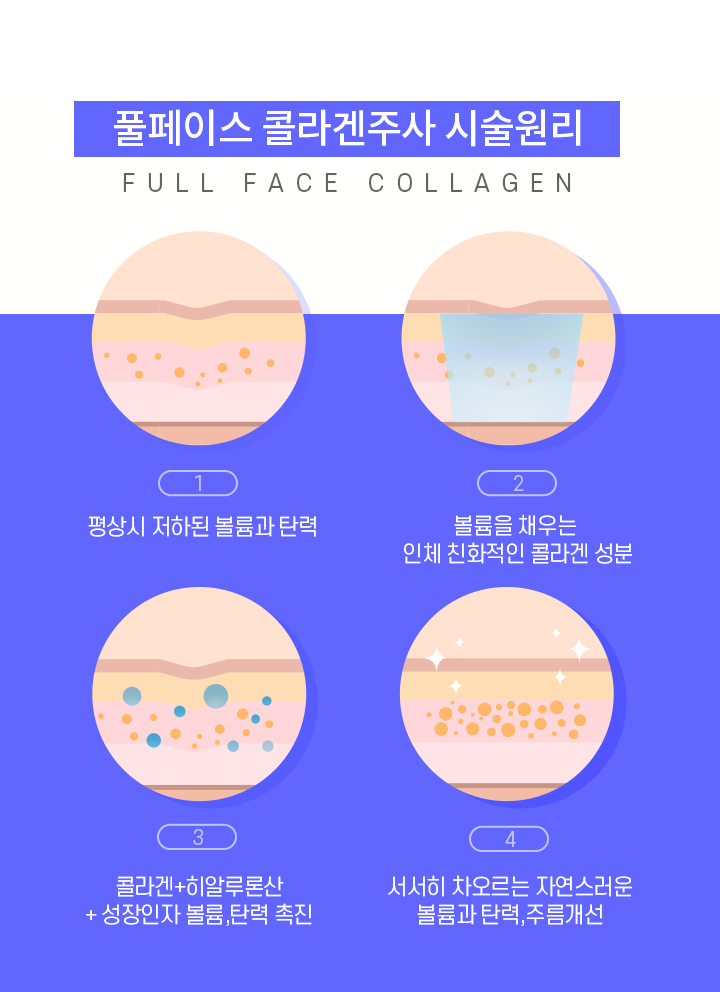 풀페이스 콜라겐주사 시술원리
FULL FACE COLLAGEN
1
평상시 저하된 볼륨과 탄력
2
볼륨을 채우는
인체 친화적인 콜라겐 성분
3
콜라겐+히알루론산
+ 성장인자 볼륨,탄력 촉진
4
서서히 차오르는 자연스러운
볼륨과 탄력,주름개선